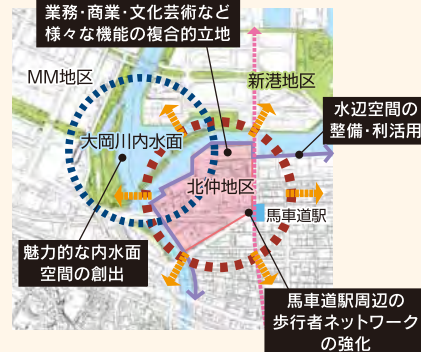 業務・商業・文化芸術など
様々な機能の複合的立地
MM地区
新港地区
水辺空間の
整備・利活用
大岡川内水面
北仲地区
馬車道駅
魅力的な内水面
空間の創出
馬車道駅周辺の
歩行者ネットワーク
の強化